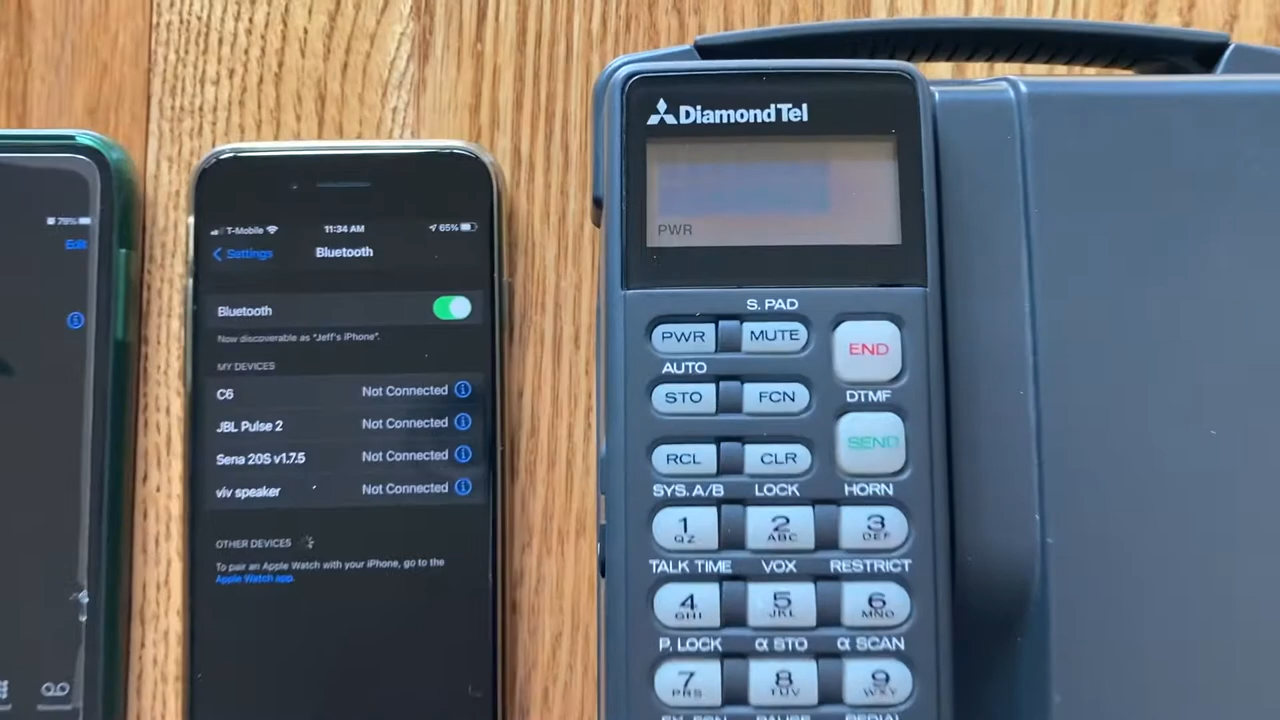 79%
Edit
T-Mobile
11:34 AM
65%
Settings
Bluetooth
Bluetooth
Now discoverable as "Jeff's iPhone".
MY DEVICES
C6 Not Connected
JBL Pulse 2 Not Connected
Sena 20S v1.7.5 Not Connected
viv speaker Not Connected
OTHER DEVICES
To pair an Apple Watch with your iPhone, go to the
Apple Watch app.
DiamondTel
PWR
S. PAD
PWR MUTE END
AUTO DTMF
STO FCN SEND
RCL CLR
SYS. A/B LOCK HORN
1 2 3
QZ ABC DEF
TALK TIME VOX RESTRICT
4 5 6
GHI JKL MNO
P. LOCK α STO α SCAN
7 8 9
PRS TUV WXY